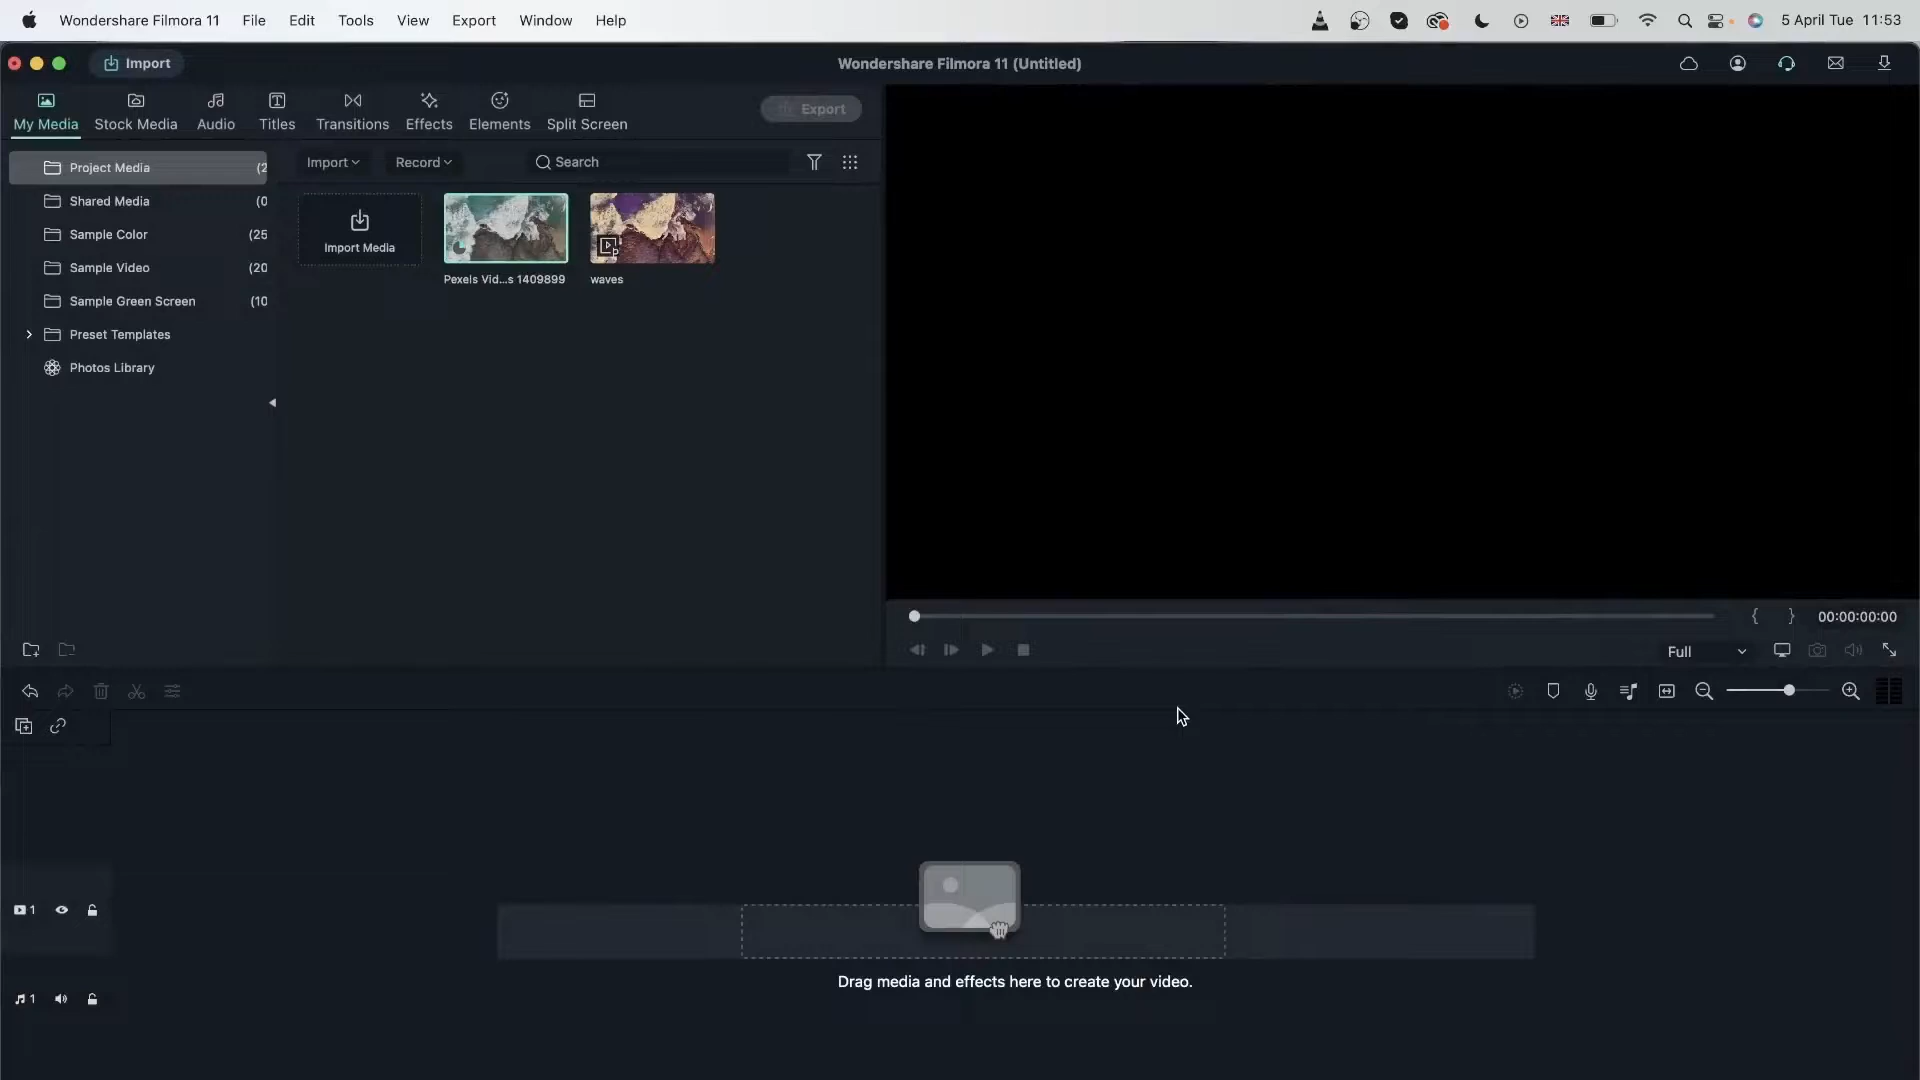 Wondershare Filmora 11 File Edit Tools View Export Window Help 5 April Tue 11:53
Import Wondershare Filmora 11 (Untitled)
My Media Stock Media Audio Titles Transitions Effects Elements Split Screen Export
Project Media (2
Shared Media (0
Sample Color (25
Sample Video (20
Sample Green Screen (10
Preset Templates
Photos Library
Import Record Search
Import Media
Pexels Vid...s 1409899
waves
{ } 00:00:00:00
Full
1
Drag media and effects here to create your video.
1